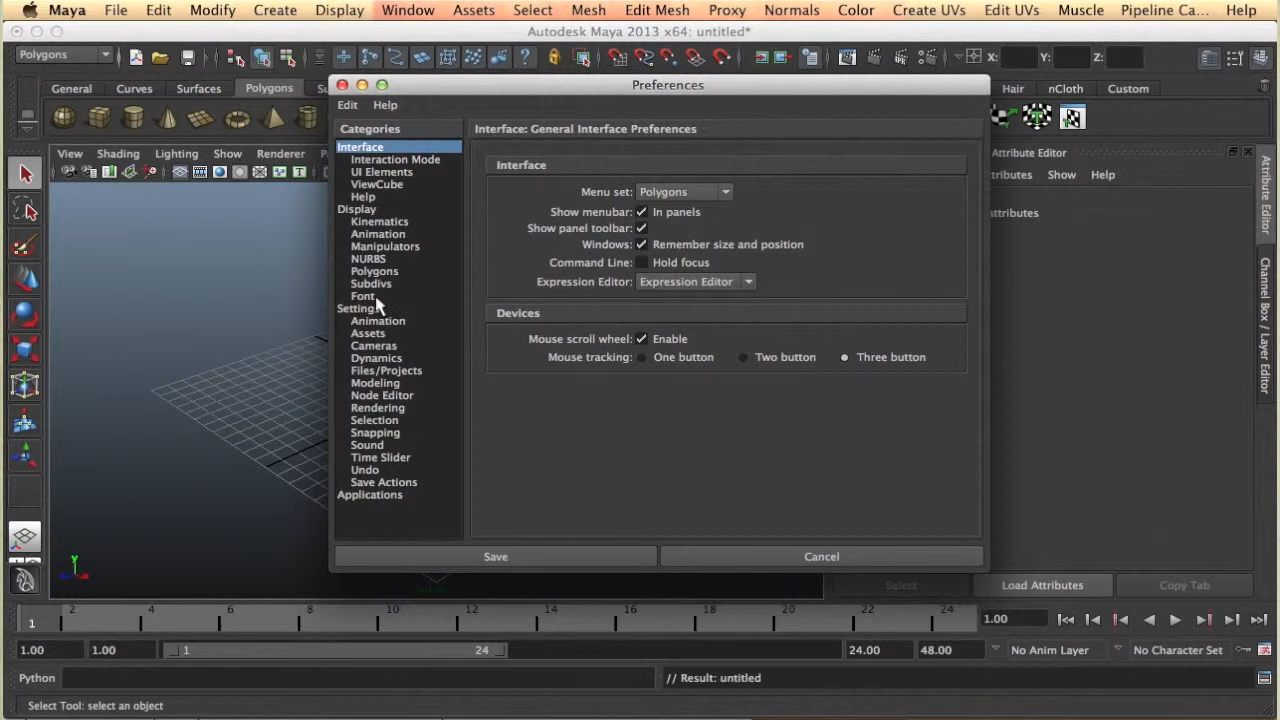 Maya File Edit Modify Create Display Window Assets Select Mesh Edit Mesh Proxy Normals Color Create UVs Edit UVs Muscle Pipeline Ca... Help
Autodesk Maya 2013 x64: untitled*
Polygons X: Y: Z:
General Curves Surfaces Polygons Su Hair nCloth Custom
Preferences
Edit Help
Categories
Interface
Interaction Mode
UI Elements
ViewCube
Help
Display
Kinematics
Animation
Manipulators
NURBS
Polygons
Subdivs
Font
Setting
Animation
Assets
Cameras
Dynamics
Files/Projects
Modeling
Node Editor
Rendering
Selection
Snapping
Sound
Time Slider
Undo
Save Actions
Applications
Interface: General Interface Preferences
Interface
Menu set: Polygons
Show menubar: In panels
Show panel toolbar:
Windows: Remember size and position
Command Line: Hold focus
Expression Editor: Expression Editor
Devices
Mouse scroll wheel: Enable
Mouse tracking: One button Two button Three button
Save Cancel
View Shading Lighting Show Renderer P
Attribute Editor
tributes Show Help
ttributes
Attribute Editor
Channel Box / Layer Editor
y
x
Select Load Attributes Copy Tab
1 2 4 6 8 10 12 14 16 18 20 22 24 1.00
1.00 1.00 1 24 24.00 48.00 No Anim Layer No Character Set
Python // Result: untitled
Select Tool: select an object